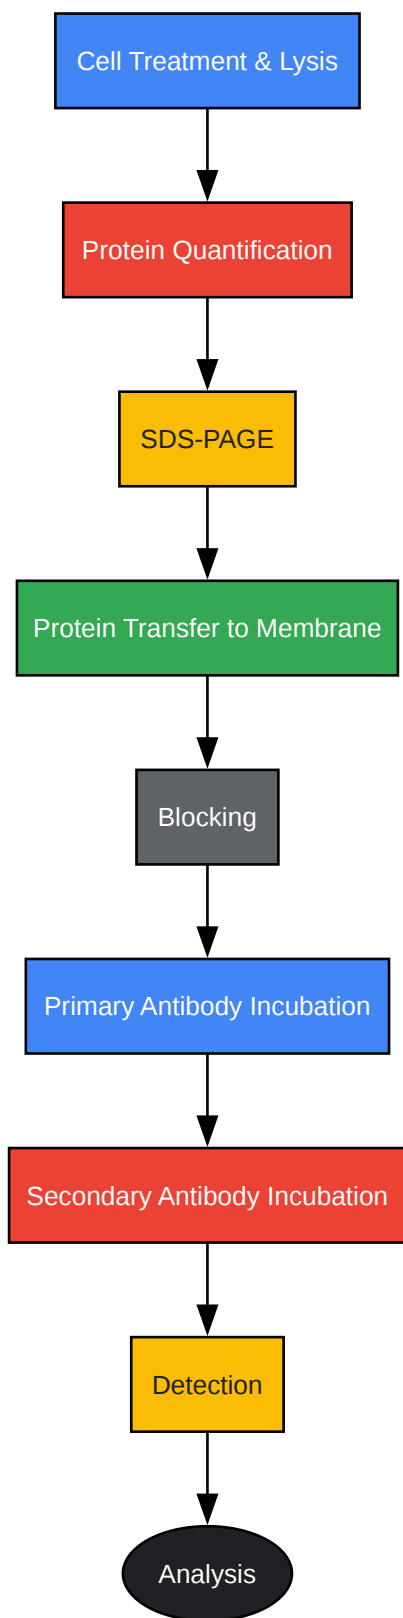 Cell Treatment & Lysis
Protein Quantification
SDS-PAGE
Protein Transfer to Membrane
Blocking
Primary Antibody Incubation
Secondary Antibody Incubation
Detection
Analysis